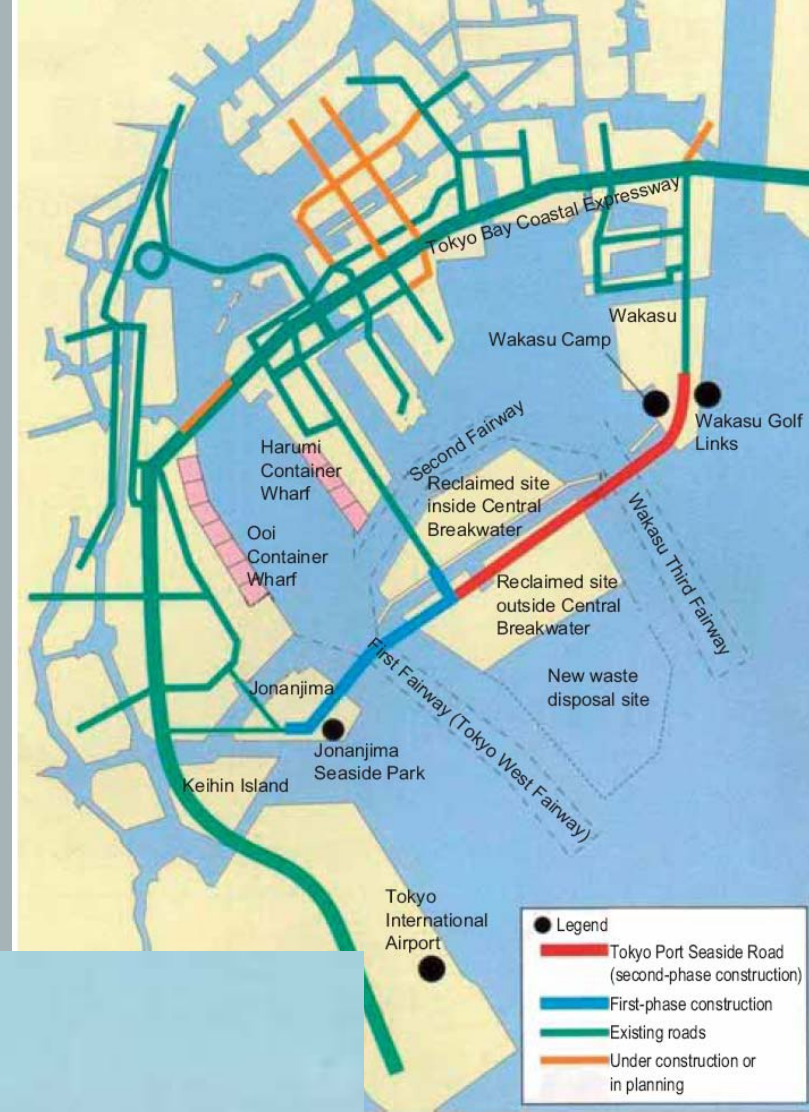 Tokyo Bay Coastal Expressway
Wakasu
Wakasu Camp
Wakasu Golf
Links
Second Fairway
Harumi
Container
Wharf
Reclaimed site
inside Central
Breakwater
Ooi
Container
Wharf
Wakasu Third Fairway
Reclaimed site
outside Central
Breakwater
First Fairway (Tokyo West Fairway)
New waste
disposal site
Jonanjima
Jonanjima
Seaside Park
Keihin Island
Tokyo
International
Airport
Legend
Tokyo Port Seaside Road
(second-phase construction)
First-phase construction
Existing roads
Under construction or
in planning